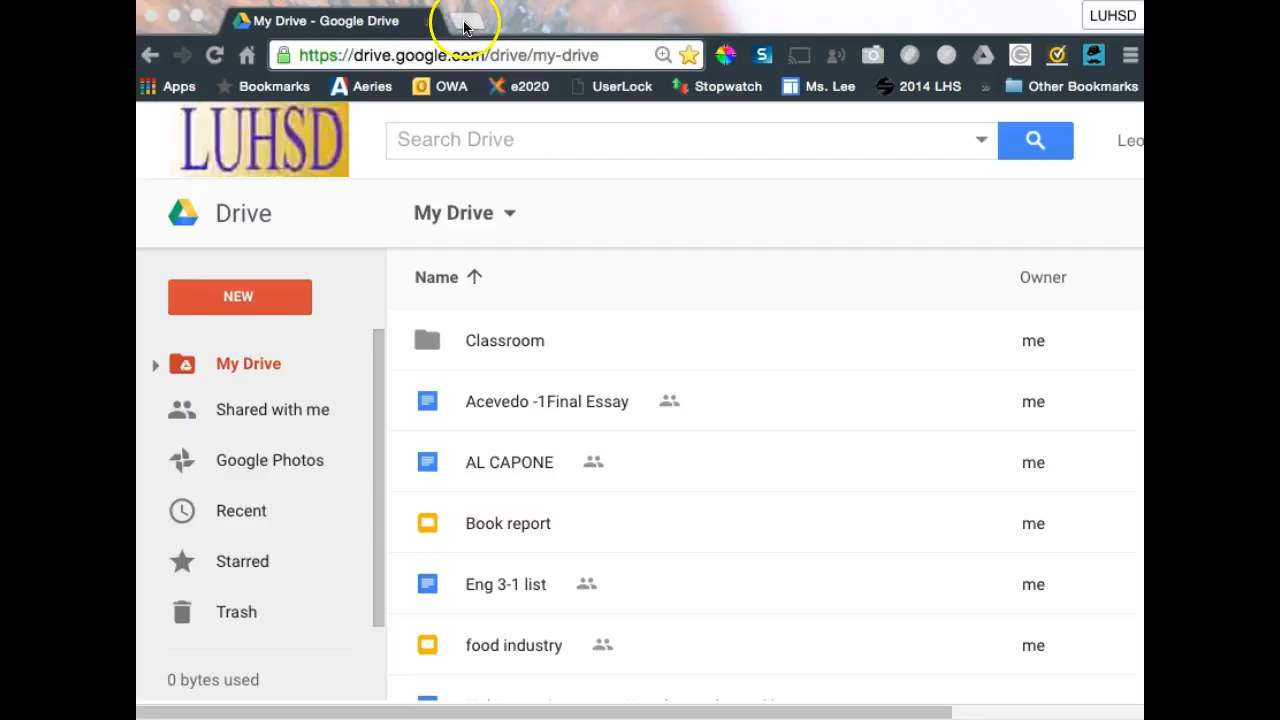 My Drive - Google Drive
LUHSD
https://drive.google.com/drive/my-drive
Apps Bookmarks Aeries OWA e2020 UserLock Stopwatch Ms. Lee 2014 LHS » Other Bookmarks
LUHSD
Search Drive
Leo
Drive
My Drive
Name
Owner
NEW
Classroom me
My Drive
Acevedo -1Final Essay me
Shared with me
Google Photos
AL CAPONE me
Recent
Book report me
Starred
Eng 3-1 list me
Trash
food industry me
0 bytes used